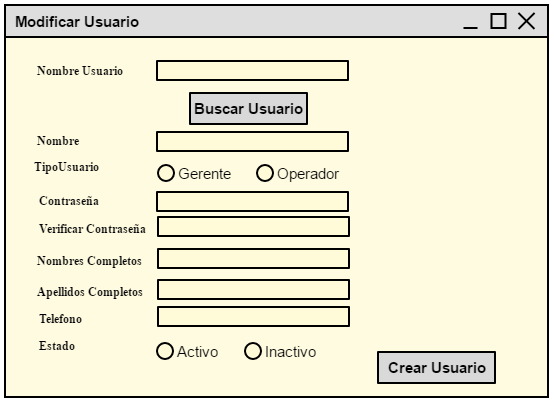 Modificar Usuario
Nombre Usuario
Buscar Usuario
Nombre
TipoUsuario
Gerente Operador
Contraseña
Verificar Contraseña
Nombres Completos
Apellidos Completos
Telefono
Estado
Activo Inactivo
Crear Usuario